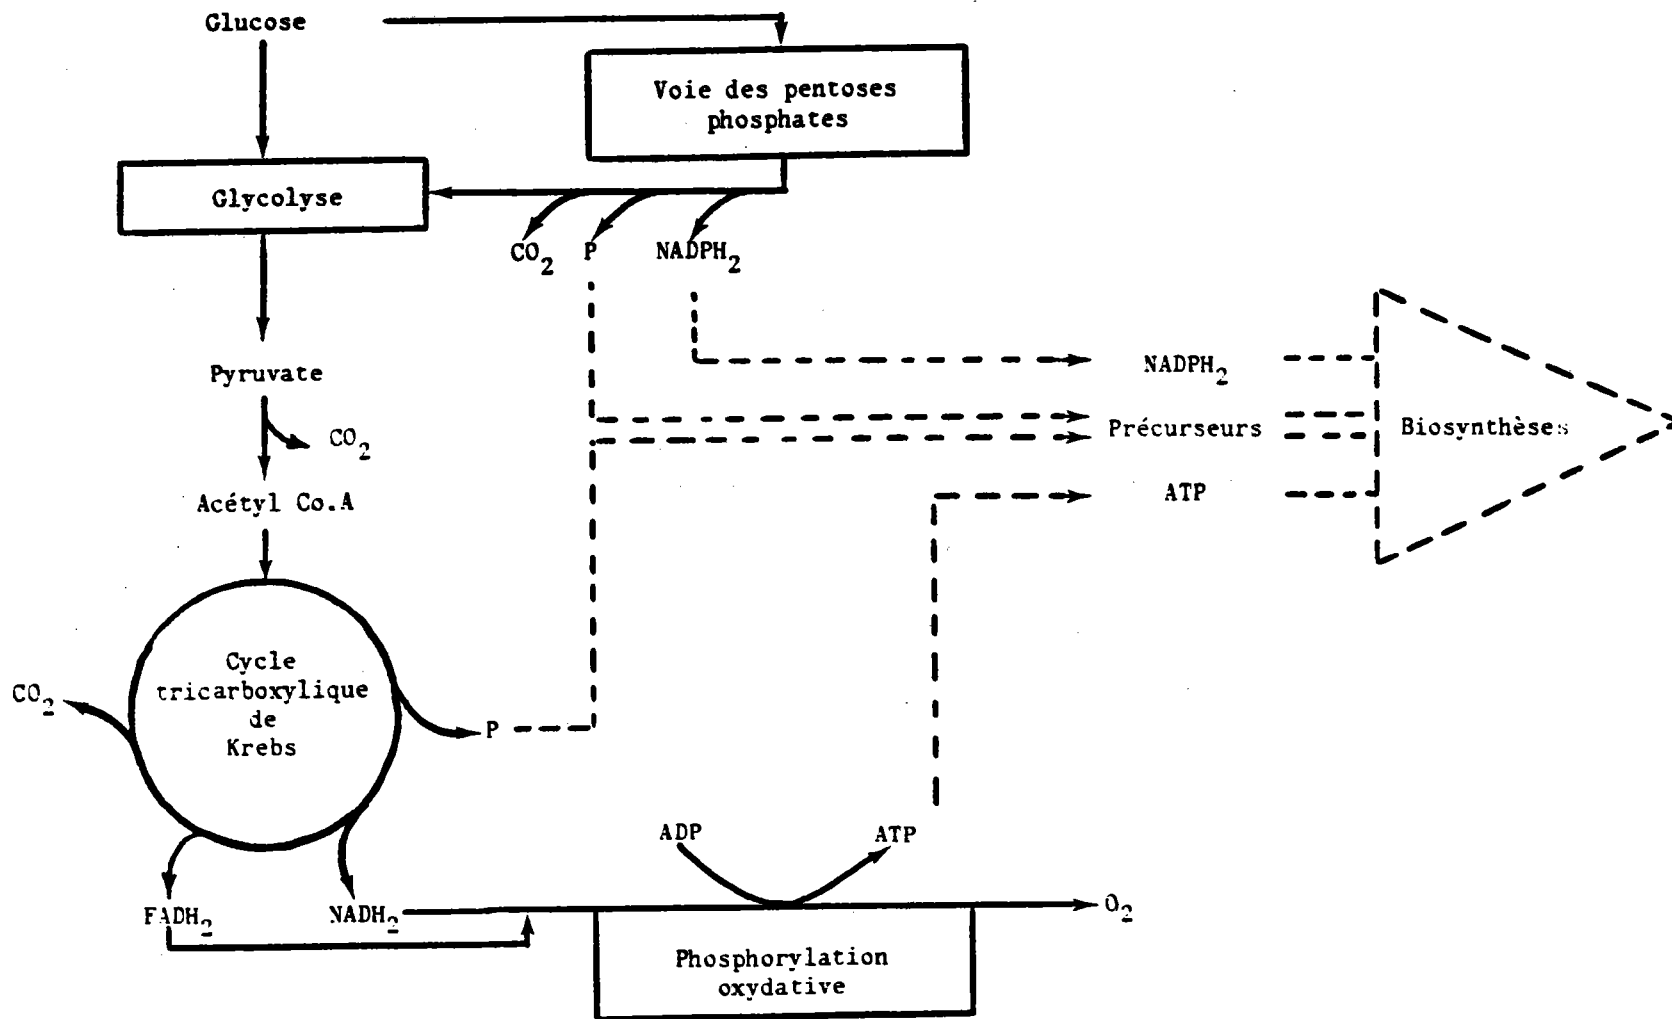 Glucose
Voie des pentoses
phosphates
Glycolyse
CO2
P
NADPH2
Pyruvate
CO2
Acétyl Co.A
NADPH2
Précurseurs
ATP
Biosynthèses
Cycle
tricarboxylique
de
Krebs
CO2
P
ADP
ATP
FADH2
NADH2
O2
Phosphorylation
oxydative